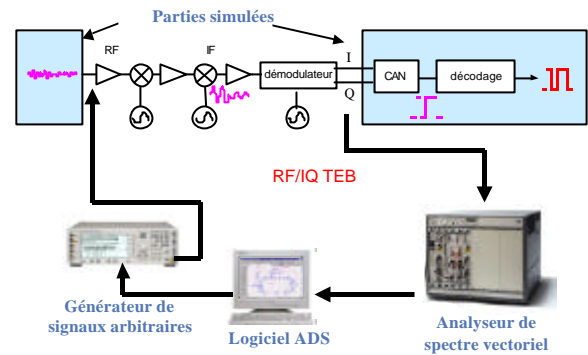 Parties simulées
RF
IF
I
démodulateur
CAN
décodage
Q
RF/IQ TEB
Générateur de
signaux arbitraires
Logiciel ADS
Analyseur de
spectre vectoriel